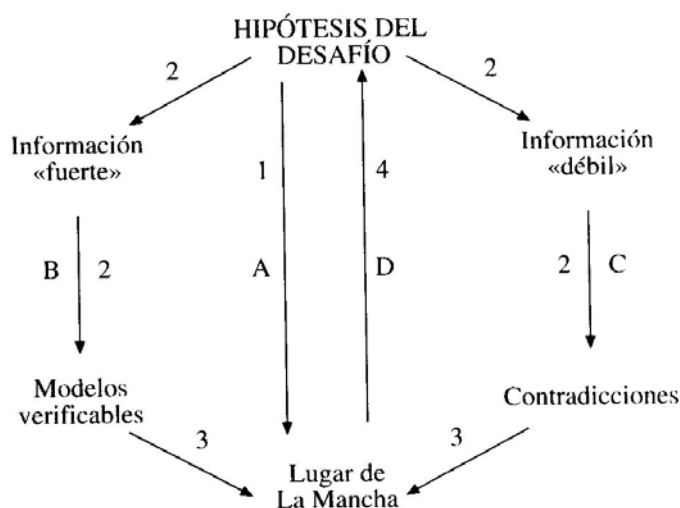 HIPÓTESIS DEL
DESAFÍO
2
2
Información
«fuerte»
1
4
Información
«débil»
B
2
A
D
2
C
Modelos
verificables
Contradicciones
3
3
Lugar de
La Mancha